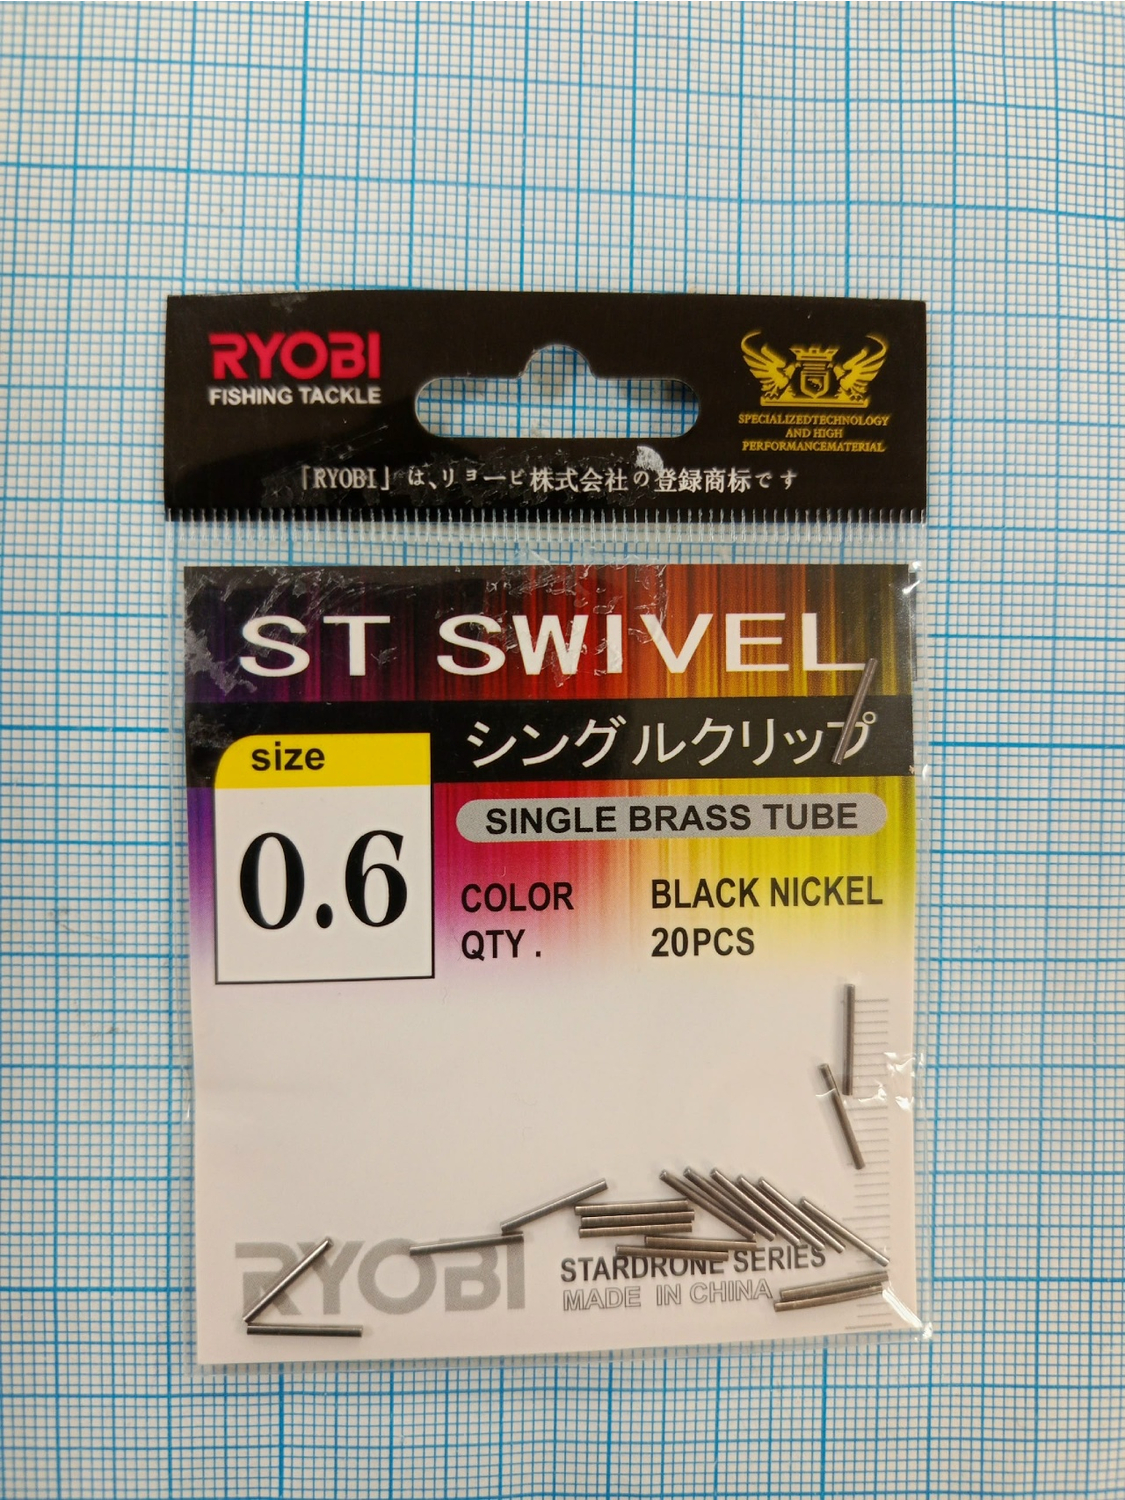 RYOBI
FISHING TACKLE
SPECIALIZEDTECHNOLOGY
AND HIGH
PERFORMANCEMATERIAL
「RYOBI」は、リョービ株式会社の登録商标です
ST SWIVEL
シングルクリップ
size
0.6
SINGLE BRASS TUBE
COLOR BLACK NICKEL
QTY . 20PCS
RYOBI
STARDRONE SERIES
MADE IN CHINA